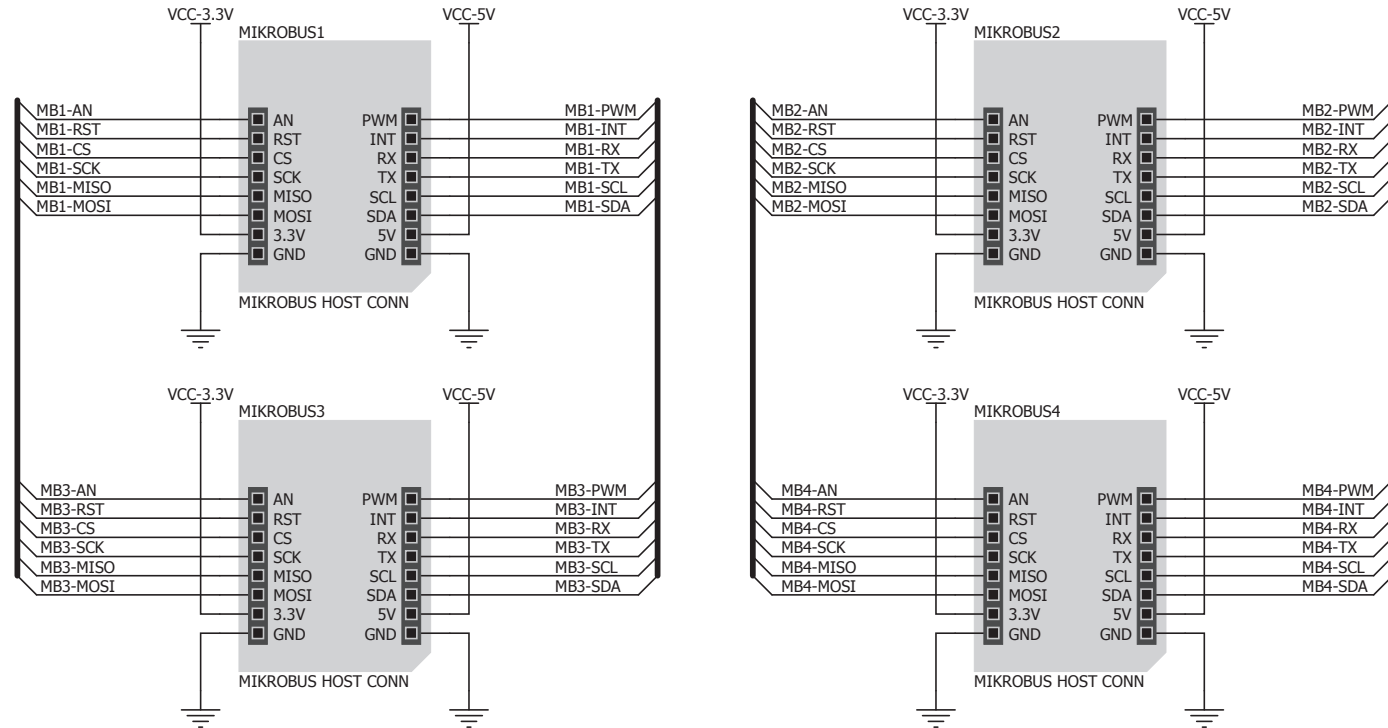 VCC-3.3V VCC-5V
MIKROBUS1
MB1-AN AN PWM MB1-PWM
MB1-RST RST INT MB1-INT
MB1-CS CS RX MB1-RX
MB1-SCK SCK TX MB1-TX
MB1-MISO MISO SCL MB1-SCL
MB1-MOSI MOSI SDA MB1-SDA
3.3V 5V
GND GND
MIKROBUS HOST CONN
VCC-3.3V VCC-5V
MIKROBUS2
MB2-AN AN PWM MB2-PWM
MB2-RST RST INT MB2-INT
MB2-CS CS RX MB2-RX
MB2-SCK SCK TX MB2-TX
MB2-MISO MISO SCL MB2-SCL
MB2-MOSI MOSI SDA MB2-SDA
3.3V 5V
GND GND
MIKROBUS HOST CONN
VCC-3.3V VCC-5V
MIKROBUS3
MB3-AN AN PWM MB3-PWM
MB3-RST RST INT MB3-INT
MB3-CS CS RX MB3-RX
MB3-SCK SCK TX MB3-TX
MB3-MISO MISO SCL MB3-SCL
MB3-MOSI MOSI SDA MB3-SDA
3.3V 5V
GND GND
MIKROBUS HOST CONN
VCC-3.3V VCC-5V
MIKROBUS4
MB4-AN AN PWM MB4-PWM
MB4-RST RST INT MB4-INT
MB4-CS CS RX MB4-RX
MB4-SCK SCK TX MB4-TX
MB4-MISO MISO SCL MB4-SCL
MB4-MOSI MOSI SDA MB4-SDA
3.3V 5V
GND GND
MIKROBUS HOST CONN